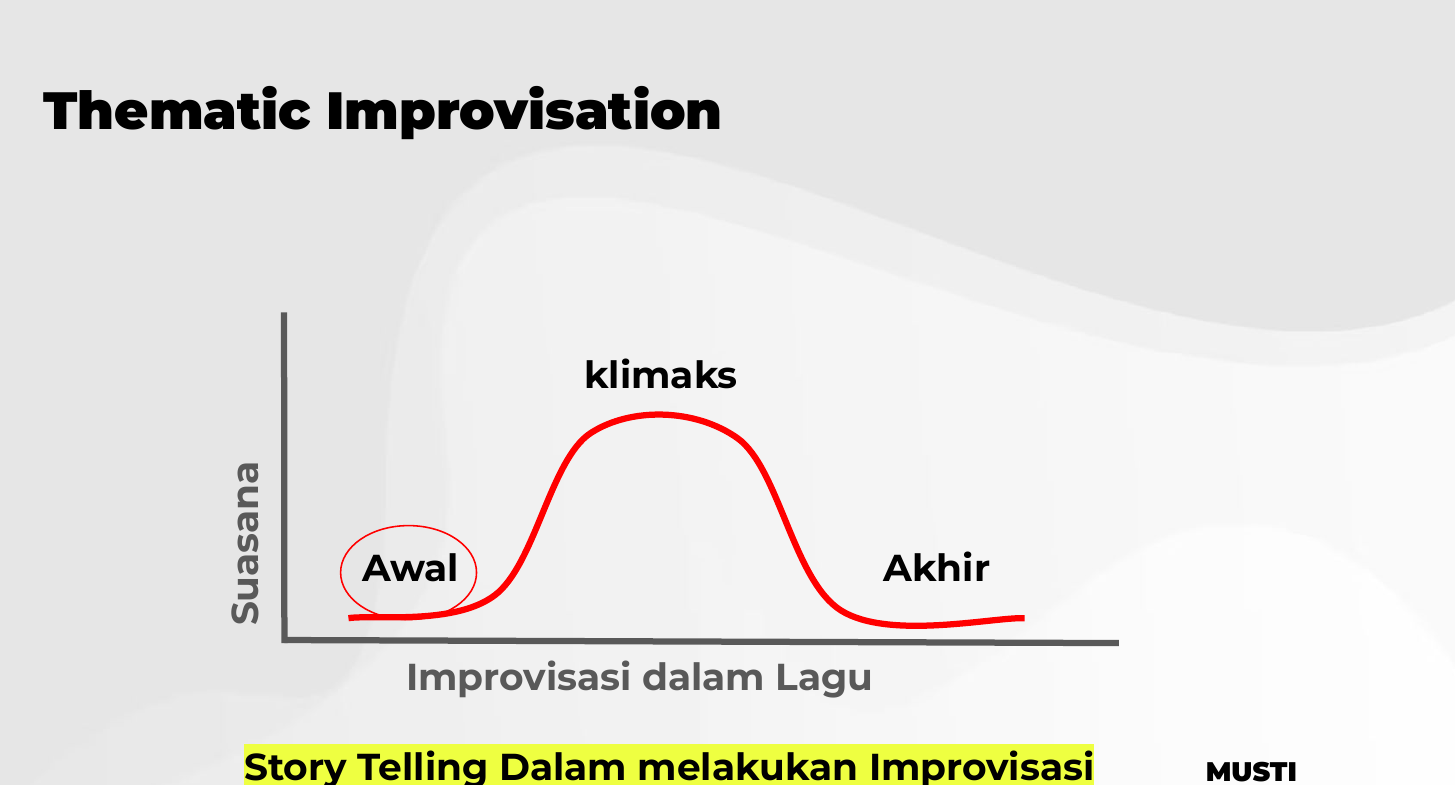 Thematic Improvisation
klimaks
Suasana
Awal
Akhir
Improvisasi dalam Lagu
Story Telling Dalam melakukan Improvisasi
MUSTI